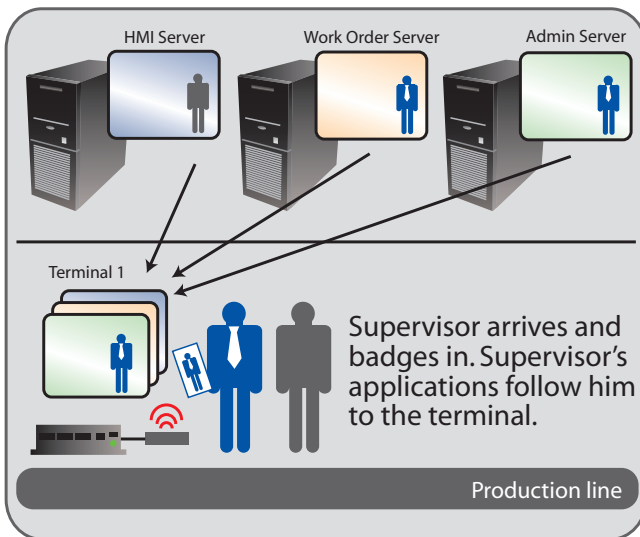 HMI Server
Work Order Server
Admin Server
Terminal 1
Supervisor arrives and
badges in. Supervisor's
applications follow him
to the terminal.
Production line